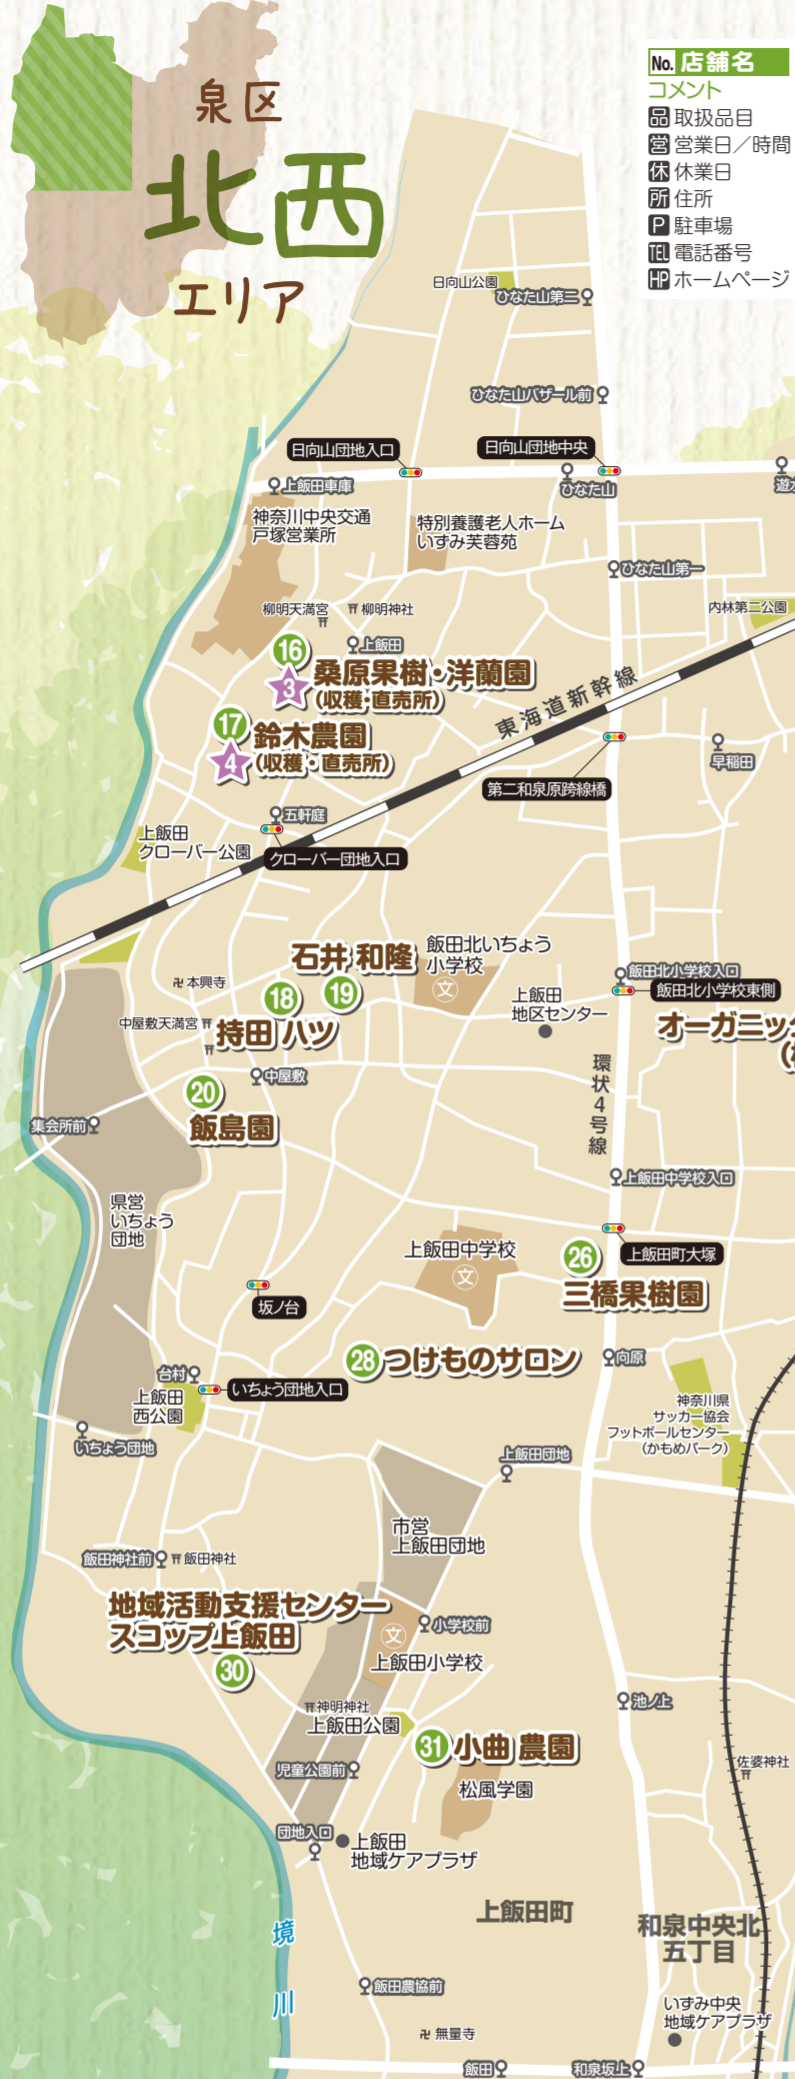 泉区
北西
エリア
No. 店舗名
コメント
品 取扱品目
営 営業日／時間
休 休業日
所 住所
P 駐車場
TEL 電話番号
HP ホームページ
日向山公園
ひなた山第三
ひなた山バザール前
日向山団地入口
日向山団地中央
上飯田車庫
ひなた山
神奈川中央交通
戸塚営業所
特別養護老人ホーム
いずみ芙蓉苑
ひなた山第一
内林第二公園
柳明天満宮
柳明神社
上飯田
16
3
桑原果樹・洋蘭園
(収穫・直売所)
17
4
鈴木農園
(収穫・直売所)
東海道新幹線
早稲田
第二和泉原跨線橋
五軒庭
上飯田
クローバー公園
クローバー団地入口
石井 和隆
飯田北いちょう
小学校
文
本興寺
18
19
上飯田
地区センター
飯田北小学校入口
飯田北小学校東側
中屋敷天満宮
持田 ハツ
オーガニック
環状4号線
中屋敷
20
飯島園
集会所前
上飯田中学校入口
県営
いちょう
団地
上飯田中学校
文
26
上飯田町大塚
三橋果樹園
坂ノ台
28 つけものサロン
向原
台村
いちょう団地入口
上飯田
西公園
神奈川県
サッカー協会
フットボールセンター
(かもめパーク)
いちょう団地
上飯田団地
市営
上飯田団地
飯田神社前
飯田神社
地域活動支援センター
スコップ上飯田
30
小学校前
文
上飯田小学校
神明神社
上飯田公園
池ノ上
31 小曲 農園
佐婆神社
児童公園前
松風学園
団地入口
上飯田
地域ケアプラザ
上飯田町
和泉中央北
五丁目
境川
飯田農協前
いずみ中央
地域ケアプラザ
無量寺
飯田
和泉坂上